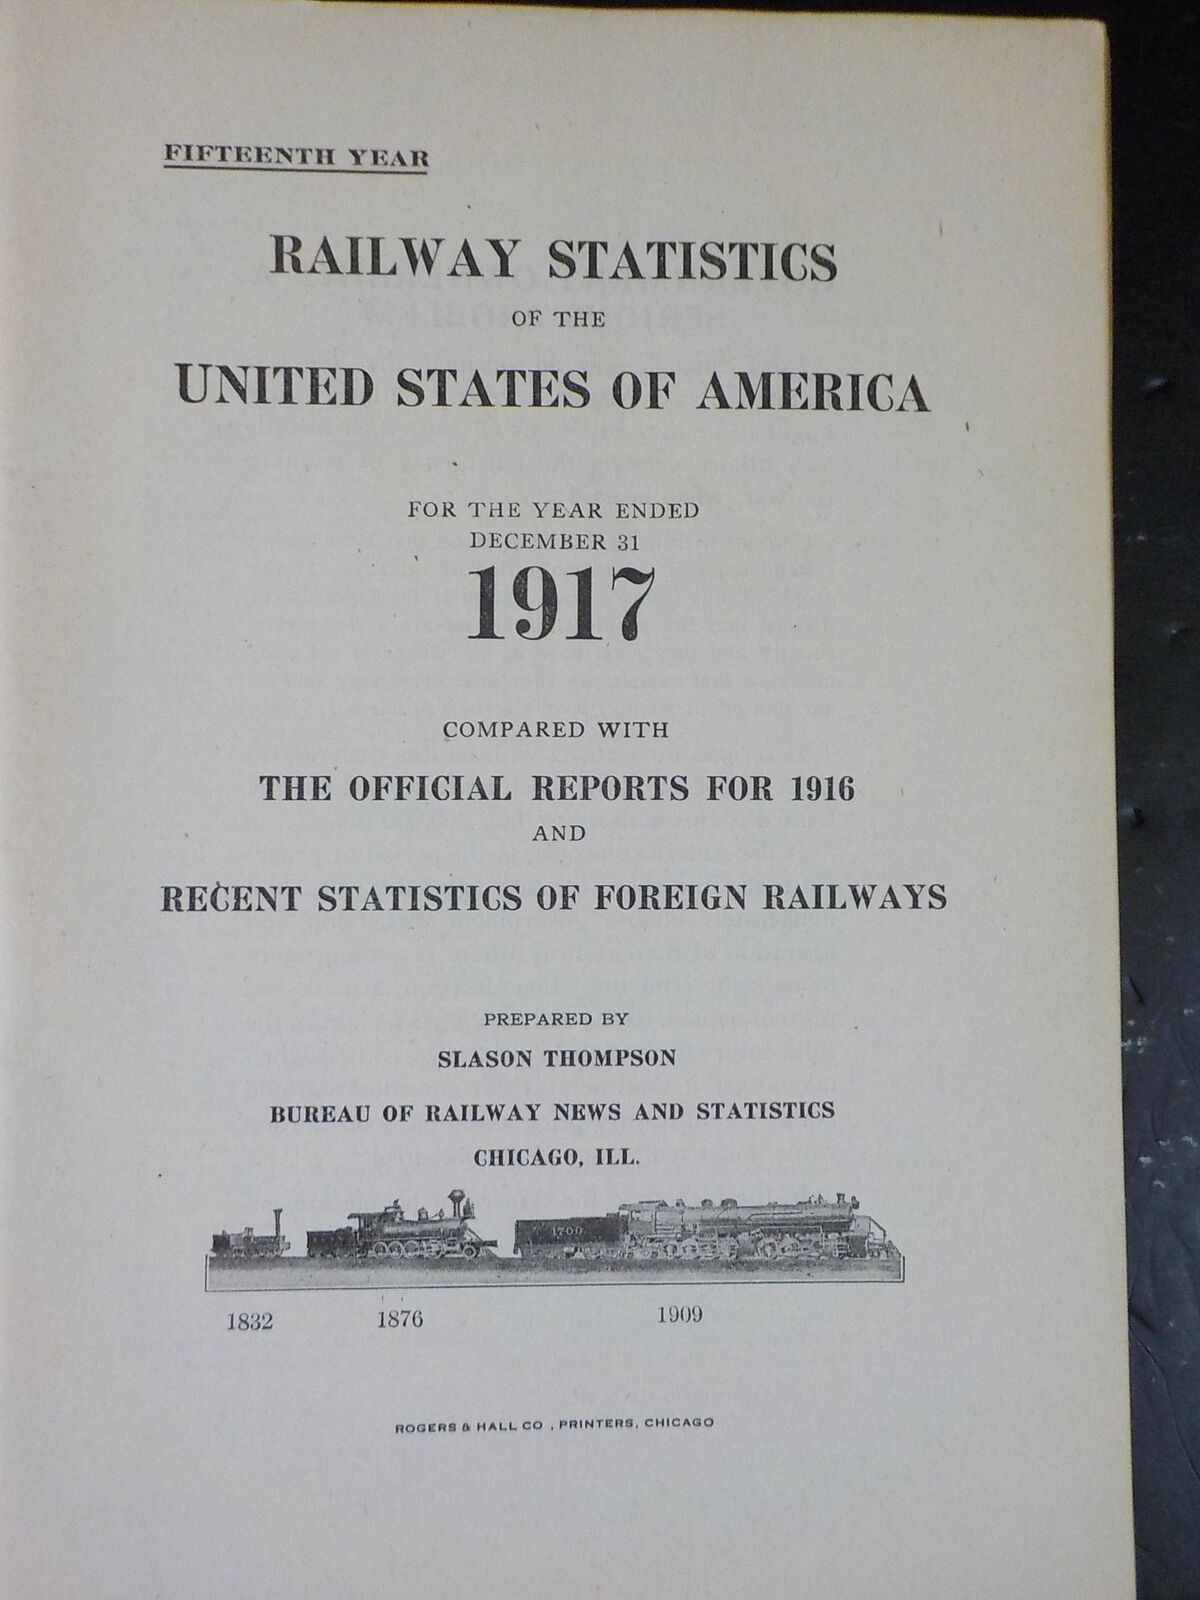 FIFTEENTH YEAR
RAILWAY STATISTICS
OF THE
UNITED STATES OF AMERICA
FOR THE YEAR ENDED
DECEMBER 31
1917
COMPARED WITH
THE OFFICIAL REPORTS FOR 1916
AND
RECENT STATISTICS OF FOREIGN RAILWAYS
PREPARED BY
SLASON THOMPSON
BUREAU OF RAILWAY NEWS AND STATISTICS
CHICAGO, ILL.
1700
1832 1876 1909
ROGERS & HALL CO., PRINTERS, CHICAGO